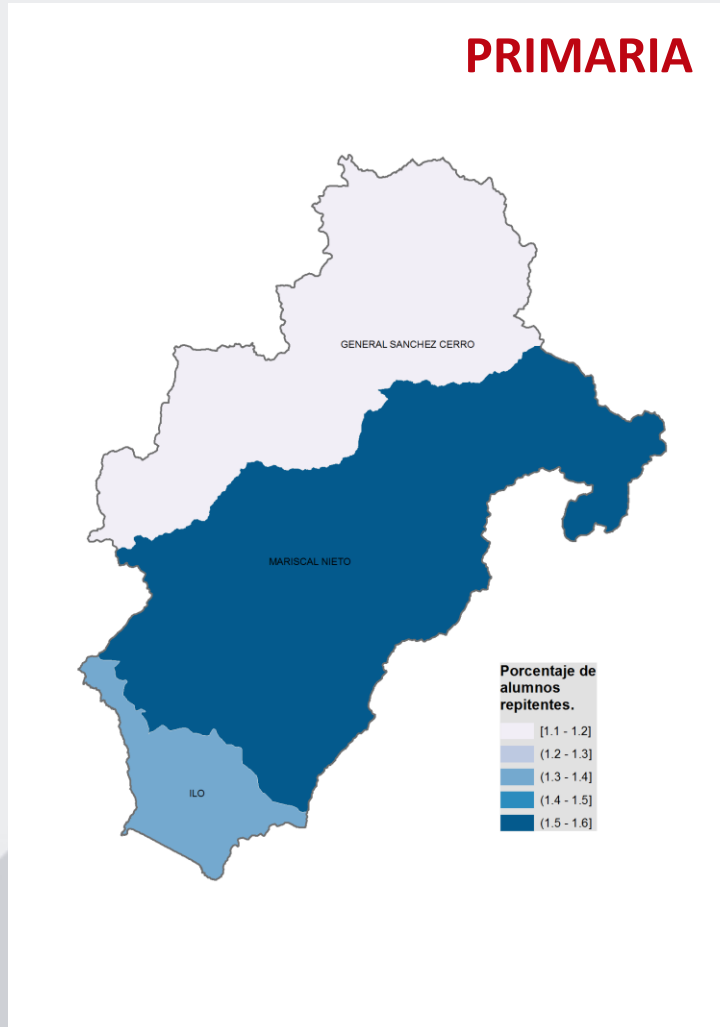 PRIMARIA
GENERAL SANCHEZ CERRO
MARISCAL NIETO
ILO
Porcentaje de
alumnos
repitentes.
[1.1 - 1.2]
(1.2 - 1.3]
(1.3 - 1.4]
(1.4 - 1.5]
(1.5 - 1.6]